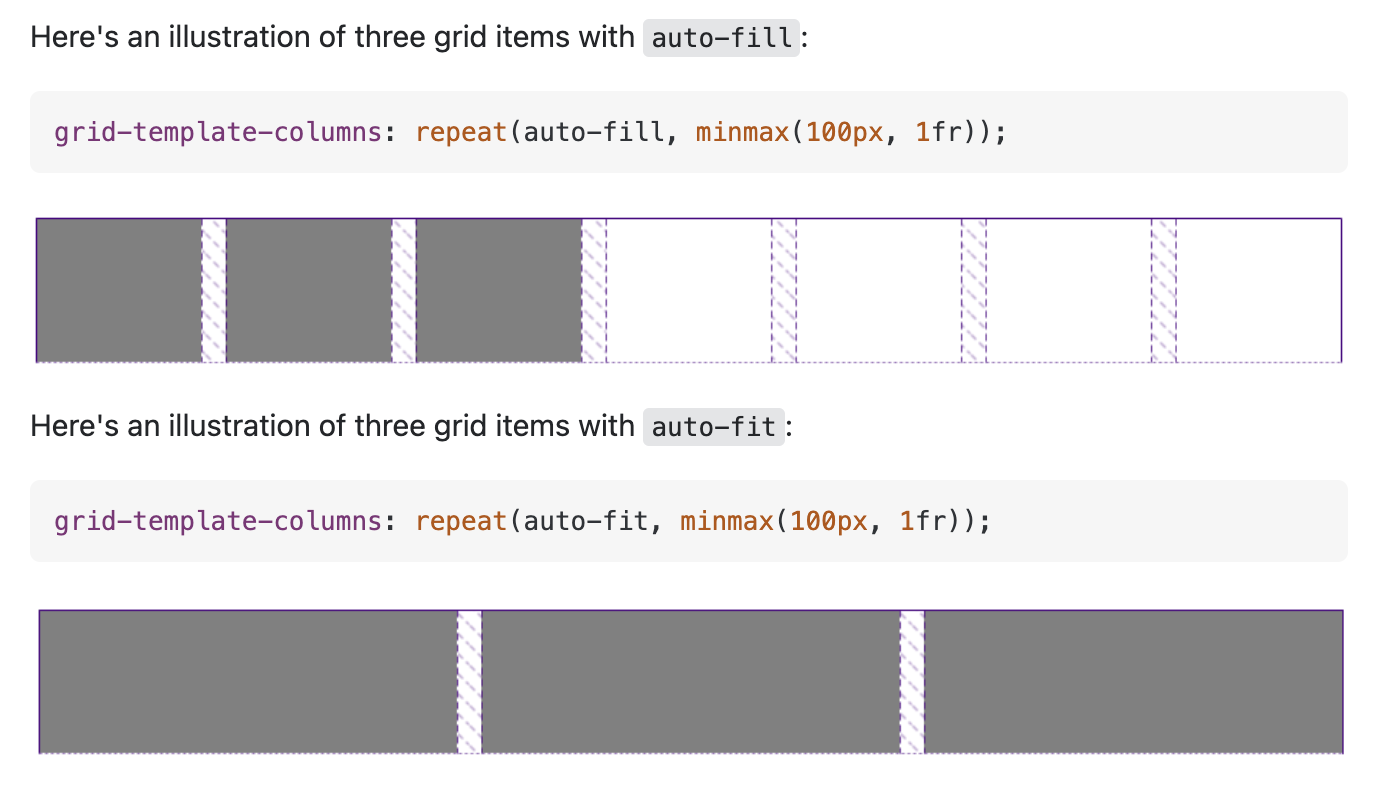 Here's an illustration of three grid items with auto-fill:
grid-template-columns: repeat(auto-fill, minmax(100px, 1fr));
Here's an illustration of three grid items with auto-fit:
grid-template-columns: repeat(auto-fit, minmax(100px, 1fr));